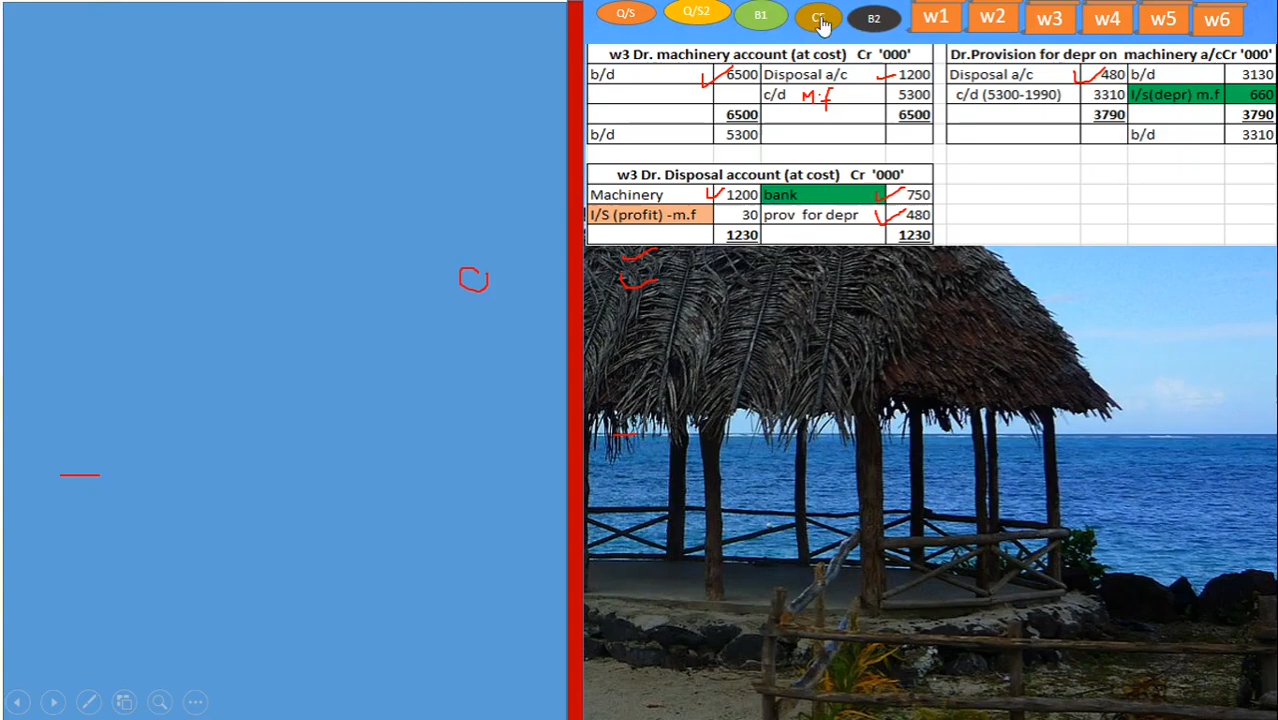 Q/S Q/S2 B1 CF B2 w1 w2 w3 w4 w5 w6
w3 Dr. machinery account (at cost) Cr '000'
b/d 6500 Disposal a/c 1200
c/d M.f 5300
6500 6500
b/d 5300
Dr.Provision for depr on machinery a/cCr '000'
Disposal a/c 480 b/d 3130
c/d (5300-1990) 3310 I/s(depr) m.f 660
3790 3790
b/d 3310
w3 Dr. Disposal account (at cost) Cr '000'
Machinery 1200 bank 750
I/S (profit) -m.f 30 prov for depr 480
1230 1230